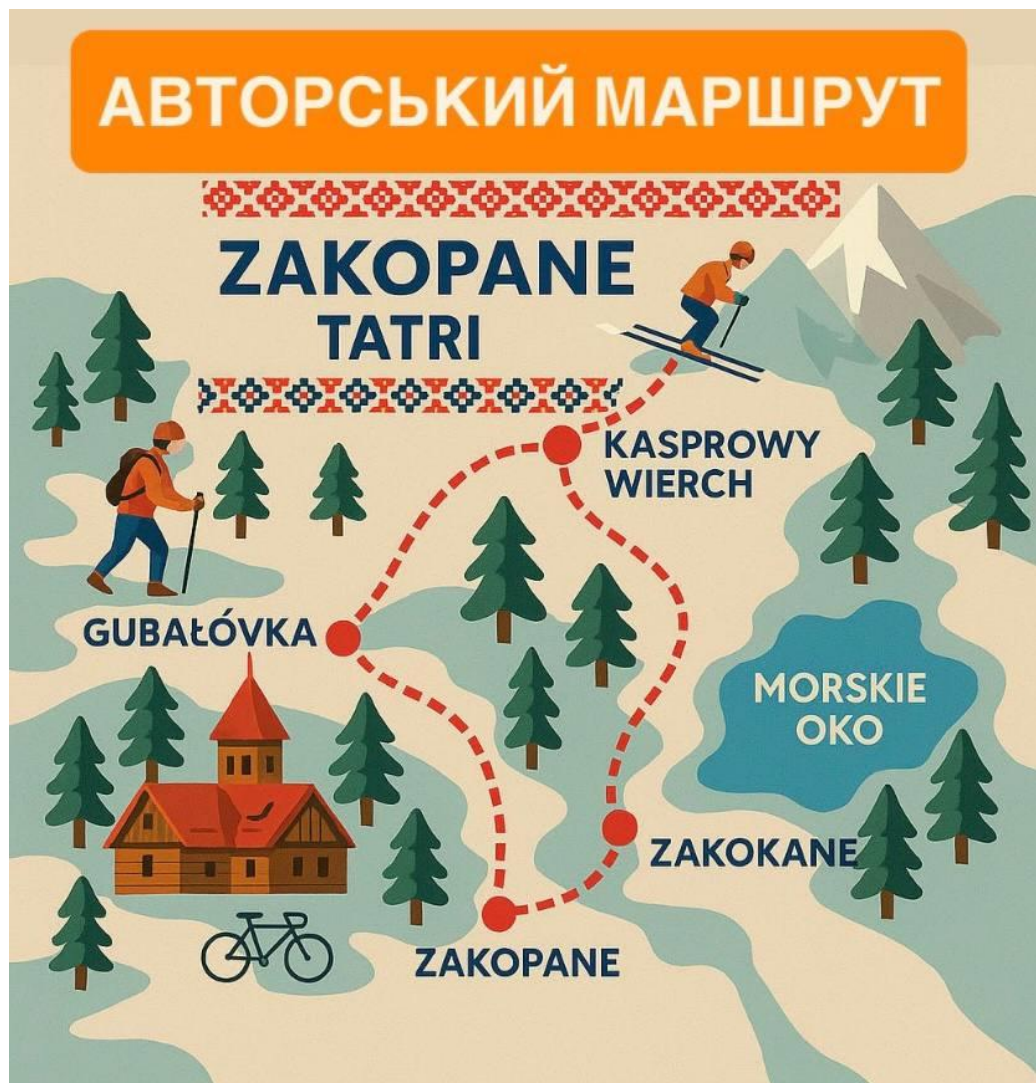 АВТОРСЬКИЙ МАРШРУТ
ZAKOPANE
TATRI
KASPROWY
WIERCH
GUBAŁÓVKA
MORSKIE
OKO
ZAKOKANE
ZAKOPANE